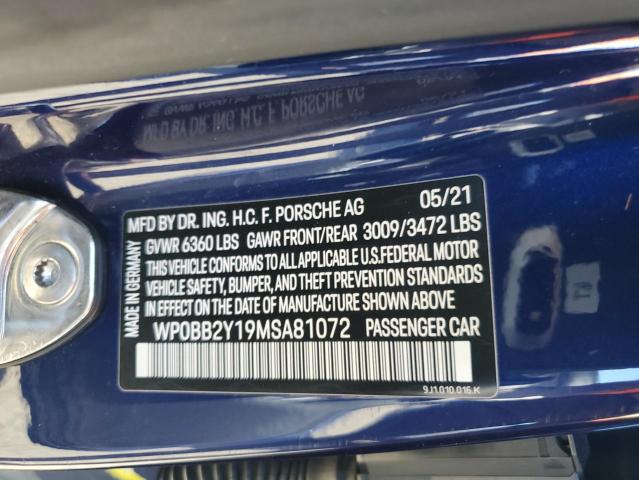 MFD BY DR. ING. H.C. F. PORSCHE AG 05/21
GVWR 6360 LBS GAWR FRONT/REAR 3009/3472 LBS
THIS VEHICLE CONFORMS TO ALL APPLICABLE U.S.FEDERAL MOTOR
VEHICLE SAFETY, BUMPER, AND THEFT PREVENTION STANDARDS
IN EFFECT ON THE DATE OF MANUFACTURE SHOWN ABOVE
WP0BB2Y19MSA81072 PASSENGER CAR
MADE IN GERMANY
9J1.010.016.K